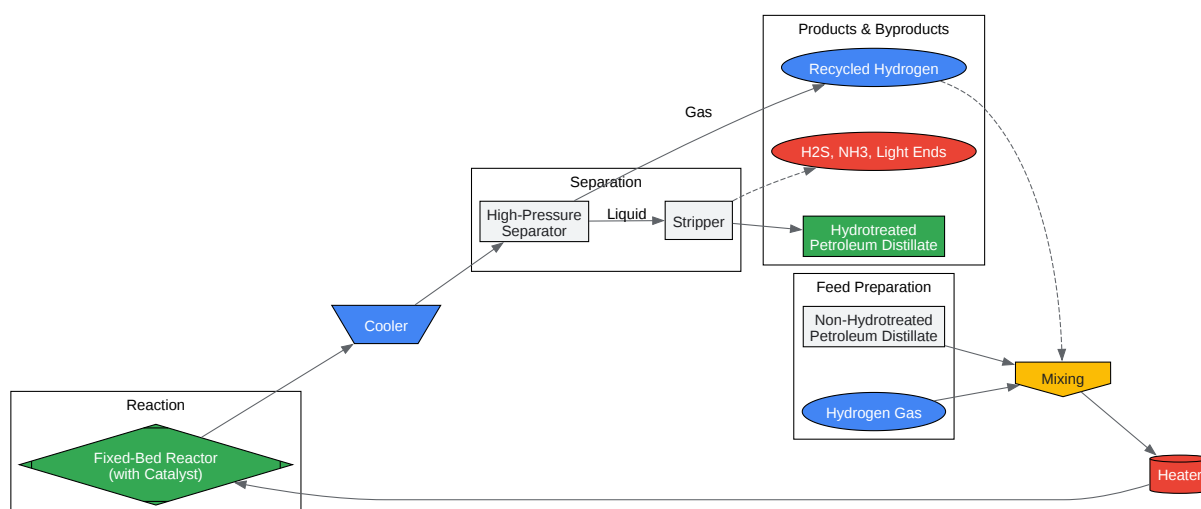 Products & Byproducts
Recycled Hydrogen
Gas
H2S, NH3, Light Ends
Separation
High-Pressure
Separator
Liquid
Stripper
Hydrotreated
Petroleum Distillate
Feed Preparation
Non-Hydrotreated
Petroleum Distillate
Cooler
Mixing
Hydrogen Gas
Reaction
Fixed-Bed Reactor
(with Catalyst)
Heater